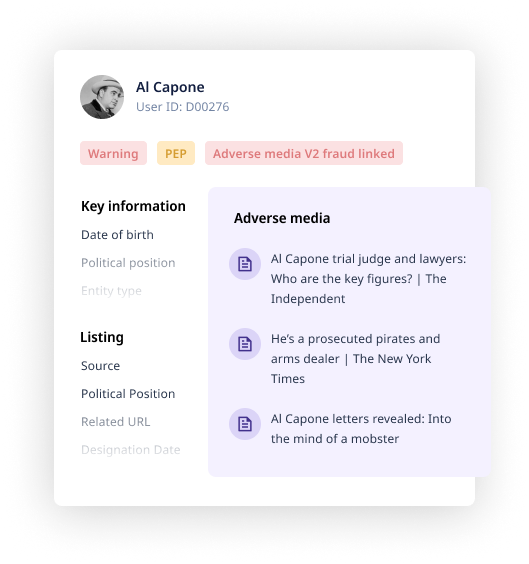 Al Capone
User ID: D00276
Warning
PEP
Adverse media V2 fraud linked
Key information
Date of birth
Political position
Entity type
Listing
Source
Political Position
Related URL
Designation Date
Adverse media
Al Capone trial judge and lawyers:
Who are the key figures? | The
Independent
He's a prosecuted pirates and
arms dealer | The New York
Times
Al Capone letters revealed: Into
the mind of a mobster